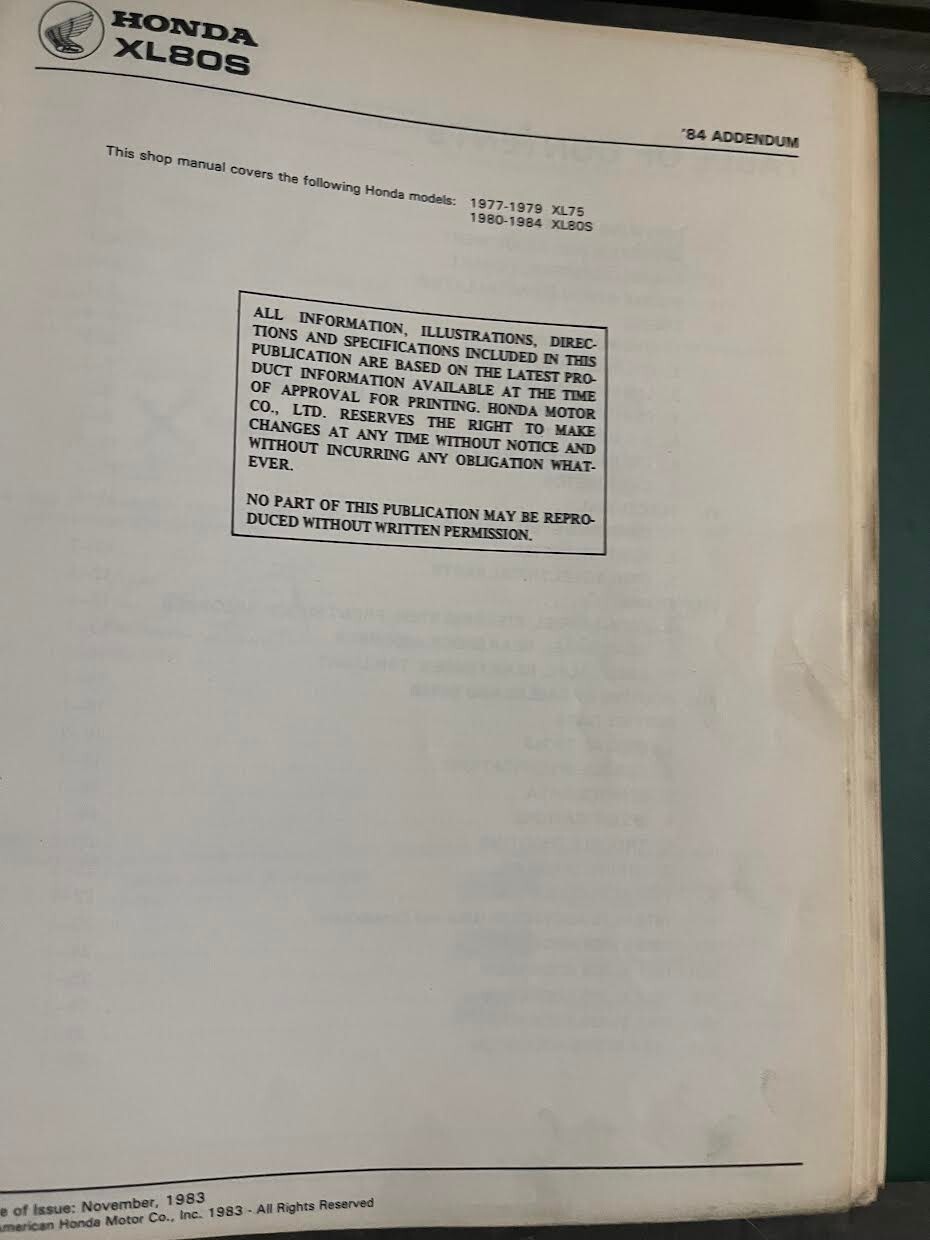 HONDA
XL80S
'84 ADDENDUM
This shop manual covers the following Honda models: 1977-1979 XL75
1980-1984 XL80S
ALL INFORMATION, ILLUSTRATIONS, DIREC-
TIONS AND SPECIFICATIONS INCLUDED IN THIS
PUBLICATION ARE BASED ON THE LATEST PRO-
DUCT INFORMATION AVAILABLE AT THE TIME
OF APPROVAL FOR PRINTING. HONDA MOTOR
CO., LTD. RESERVES THE RIGHT TO MAKE
CHANGES AT ANY TIME WITHOUT NOTICE AND
WITHOUT INCURRING ANY OBLIGATION WHAT-
EVER.
NO PART OF THIS PUBLICATION MAY BE REPRO-
DUCED WITHOUT WRITTEN PERMISSION.
e of Issue: November, 1983
merican Honda Motor Co., Inc. 1983 - All Rights Reserved